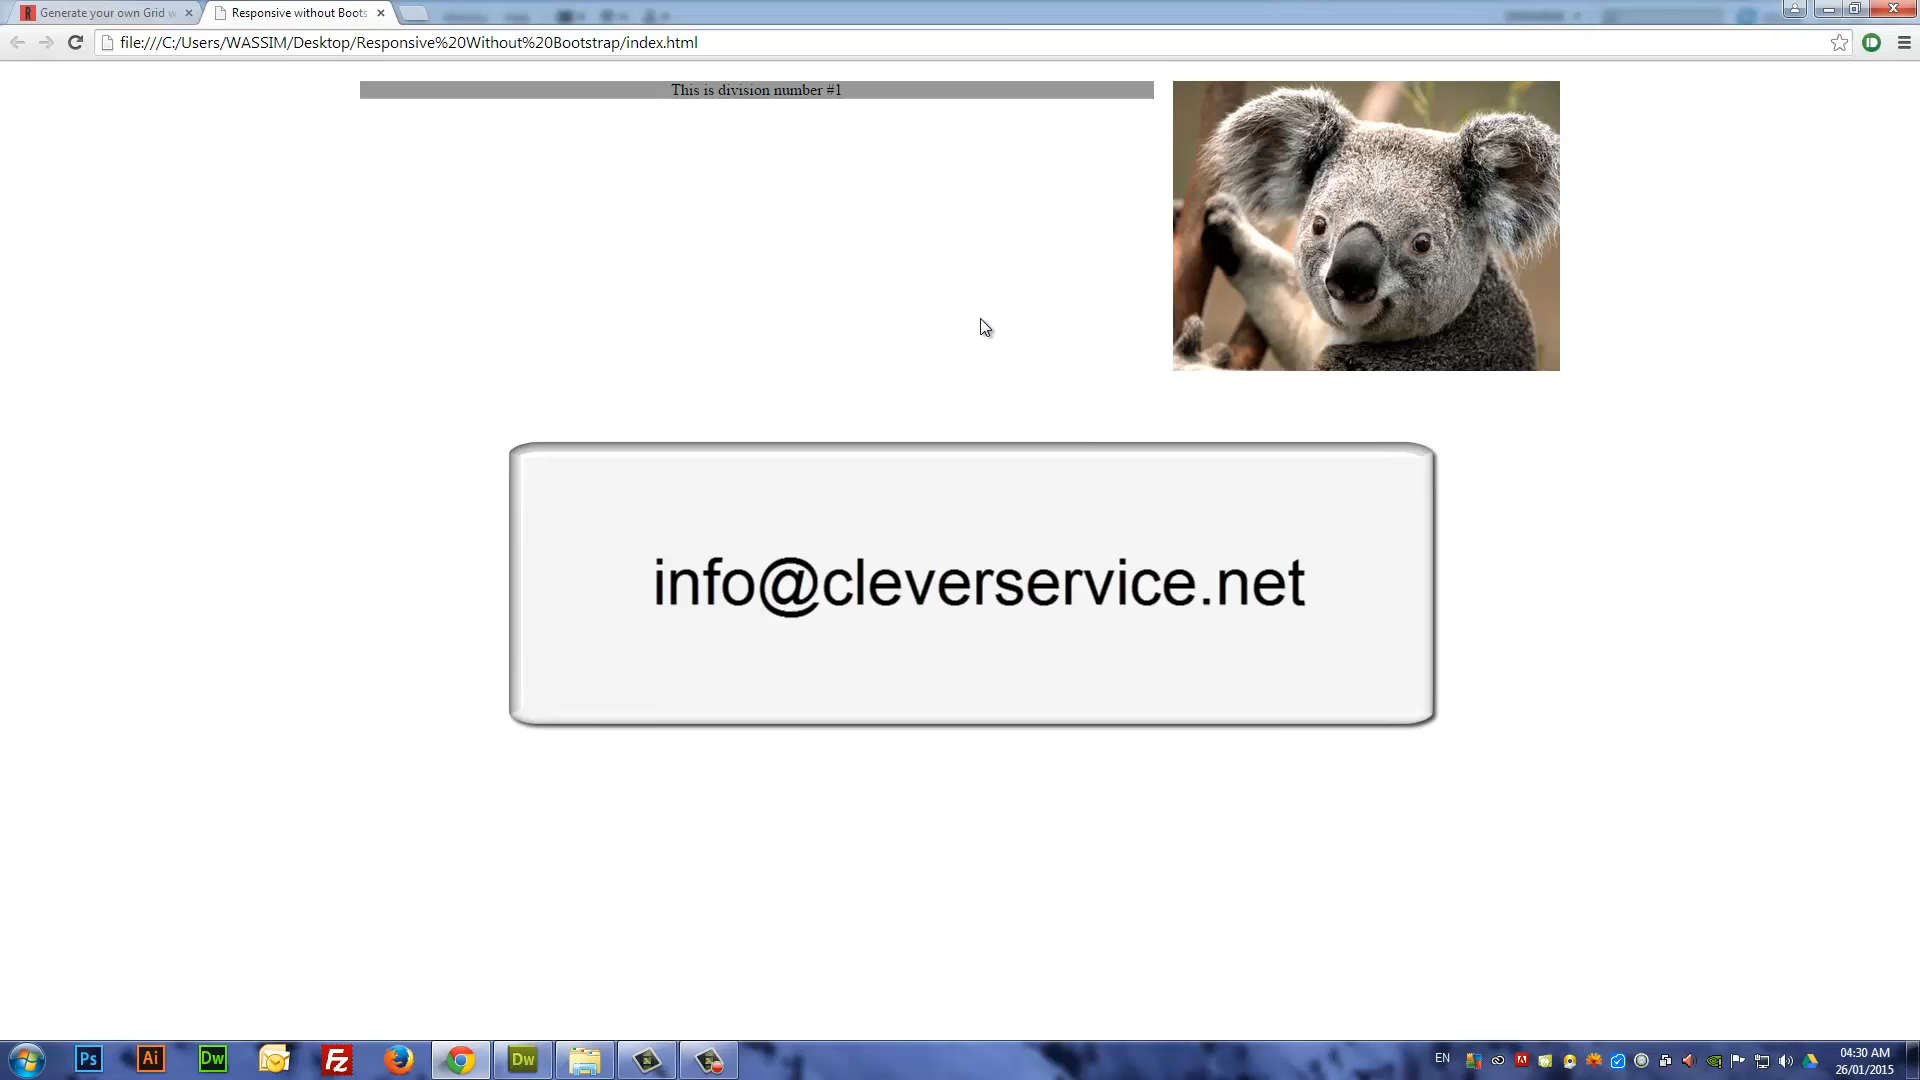 Generate your own Grid w
Responsive without Boots
file:///C:/Users/WASSIM/Desktop/Responsive%20Without%20Bootstrap/index.html
This is division number #1
info@cleverservice.net
Ps
Ai
Dw
Fz
Dw
EN
04:30 AM
26/01/2015